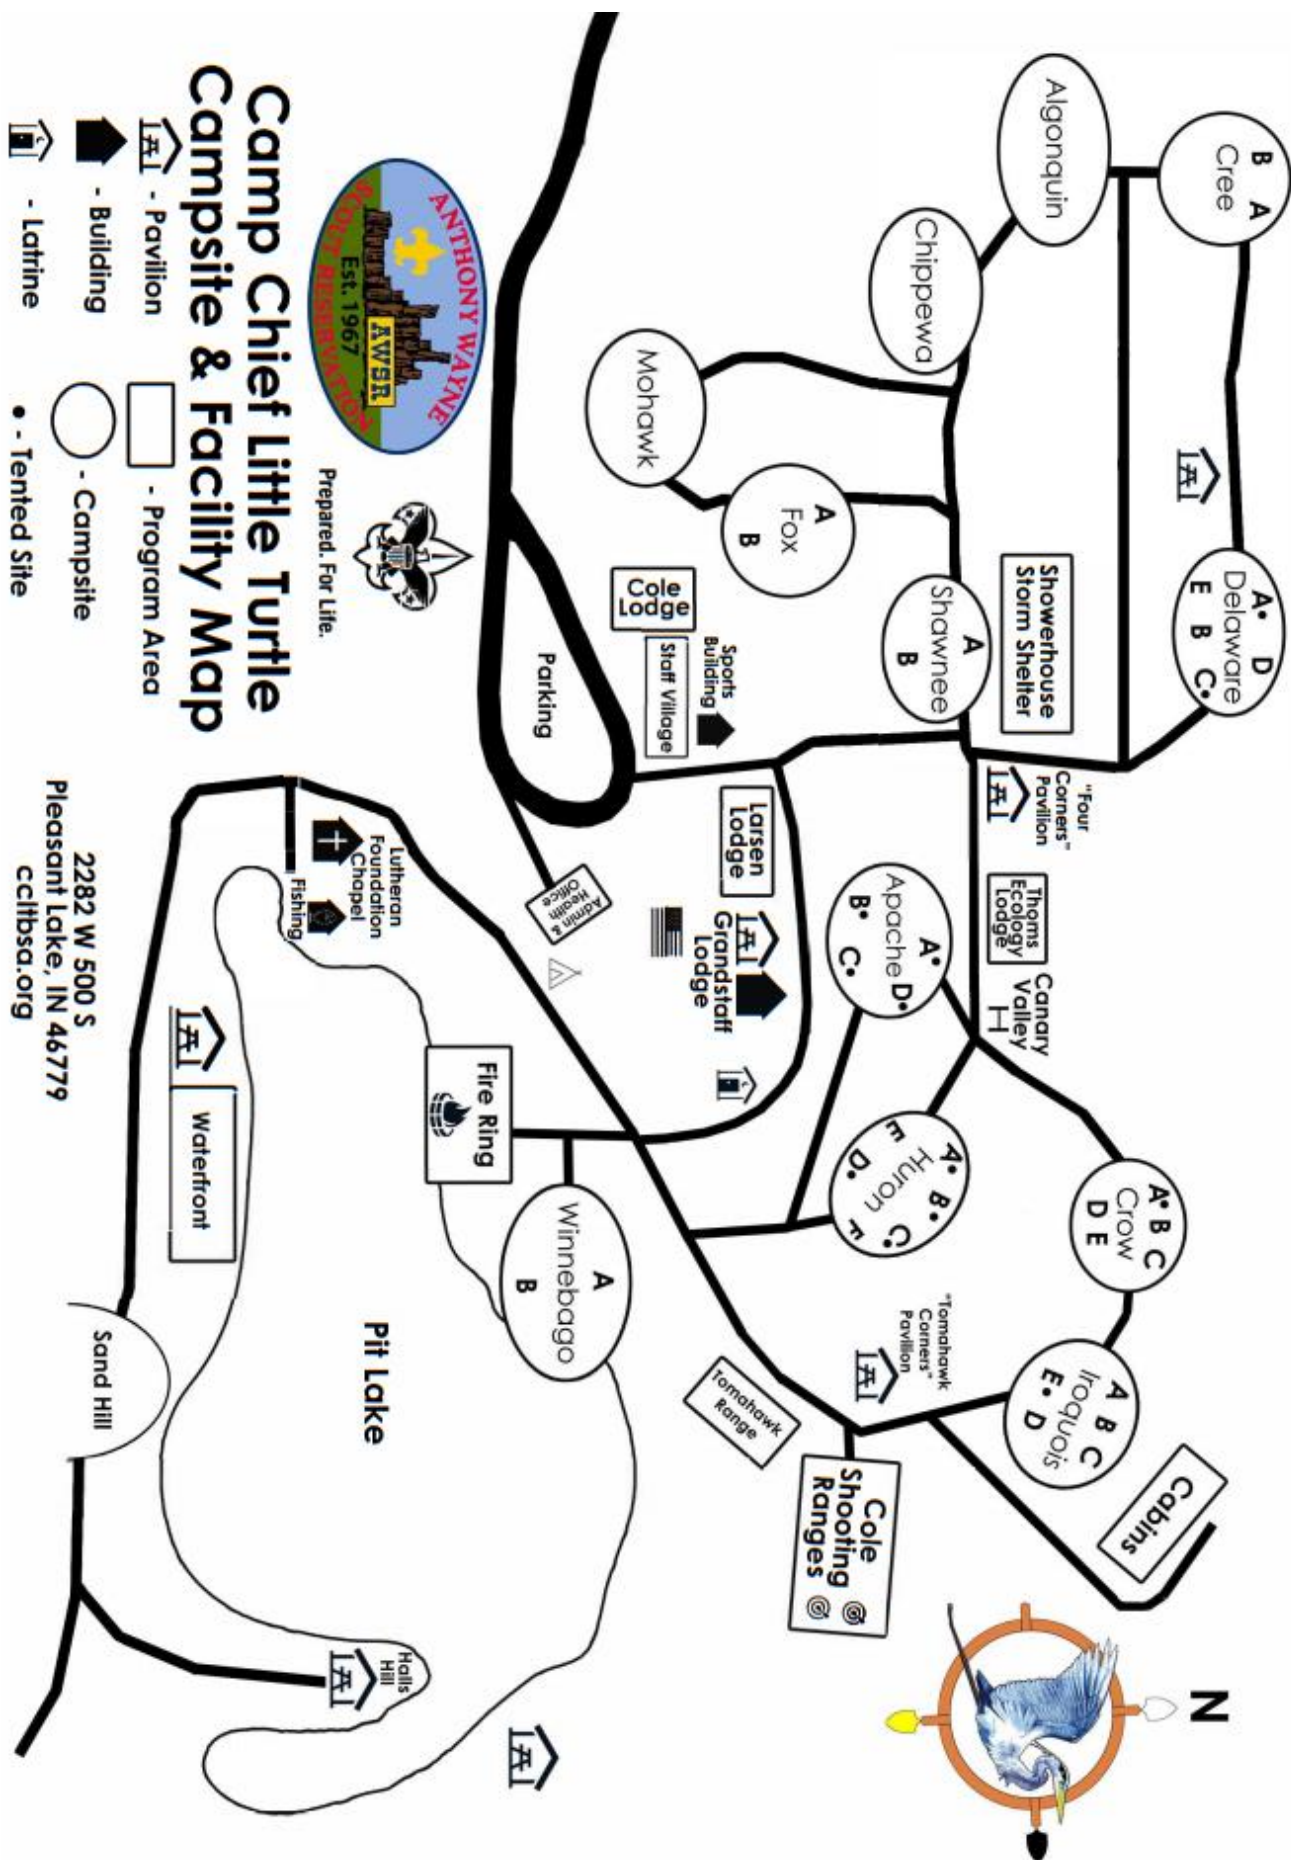 Cree
B A
Algonquin
Chippewa
Mohawk
A
Fox
B
A• D
Delaware
E B C•
Showerhouse
Storm Shelter
A
Shawnee
B
Cole
Lodge
Staff Village
Sports
Building
Parking
"Four
Corners"
Pavilion
Thoms
Ecology
Lodge
Canary
Valley
Larsen
Lodge
Grandstaff
Lodge
Admin &
Health
Office
A•
Apache D•
B• C•
A• B• C•
Huron
E D• F
A• B C
Crow
D E
A B C
Iroquois
E• D
Cabins
"Tomahawk
Corners"
Pavilion
Tomahawk
Range
Cole
Shooting
Ranges
N
Fire Ring
A
Winnebago
B
Lutheran
Foundation
Chapel
Fishing
Waterfront
Pit Lake
Sand Hill
Halls
Hill
ANTHONY WAYNE
AWSR
Est. 1967
SCOUT RESERVATION
Prepared. For Life.
Camp Chief Little Turtle
Campsite & Facility Map
- Pavilion
- Program Area
- Building
- Campsite
- Latrine
• - Tented Site
2282 W 500 S
Pleasant Lake, IN 46779
ccltbsa.org